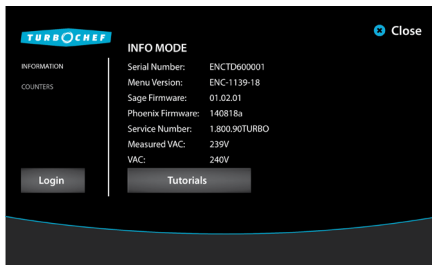 TURBOCHEF
Close
INFO MODE
INFORMATION
COUNTERS
Serial Number: ENCTD600001
Menu Version: ENC-1139-18
Sage Firmware: 01.02.01
Phoenix Firmware: 140818a
Service Number: 1.800.90TURBO
Measured VAC: 239V
VAC: 240V
Login
Tutorials